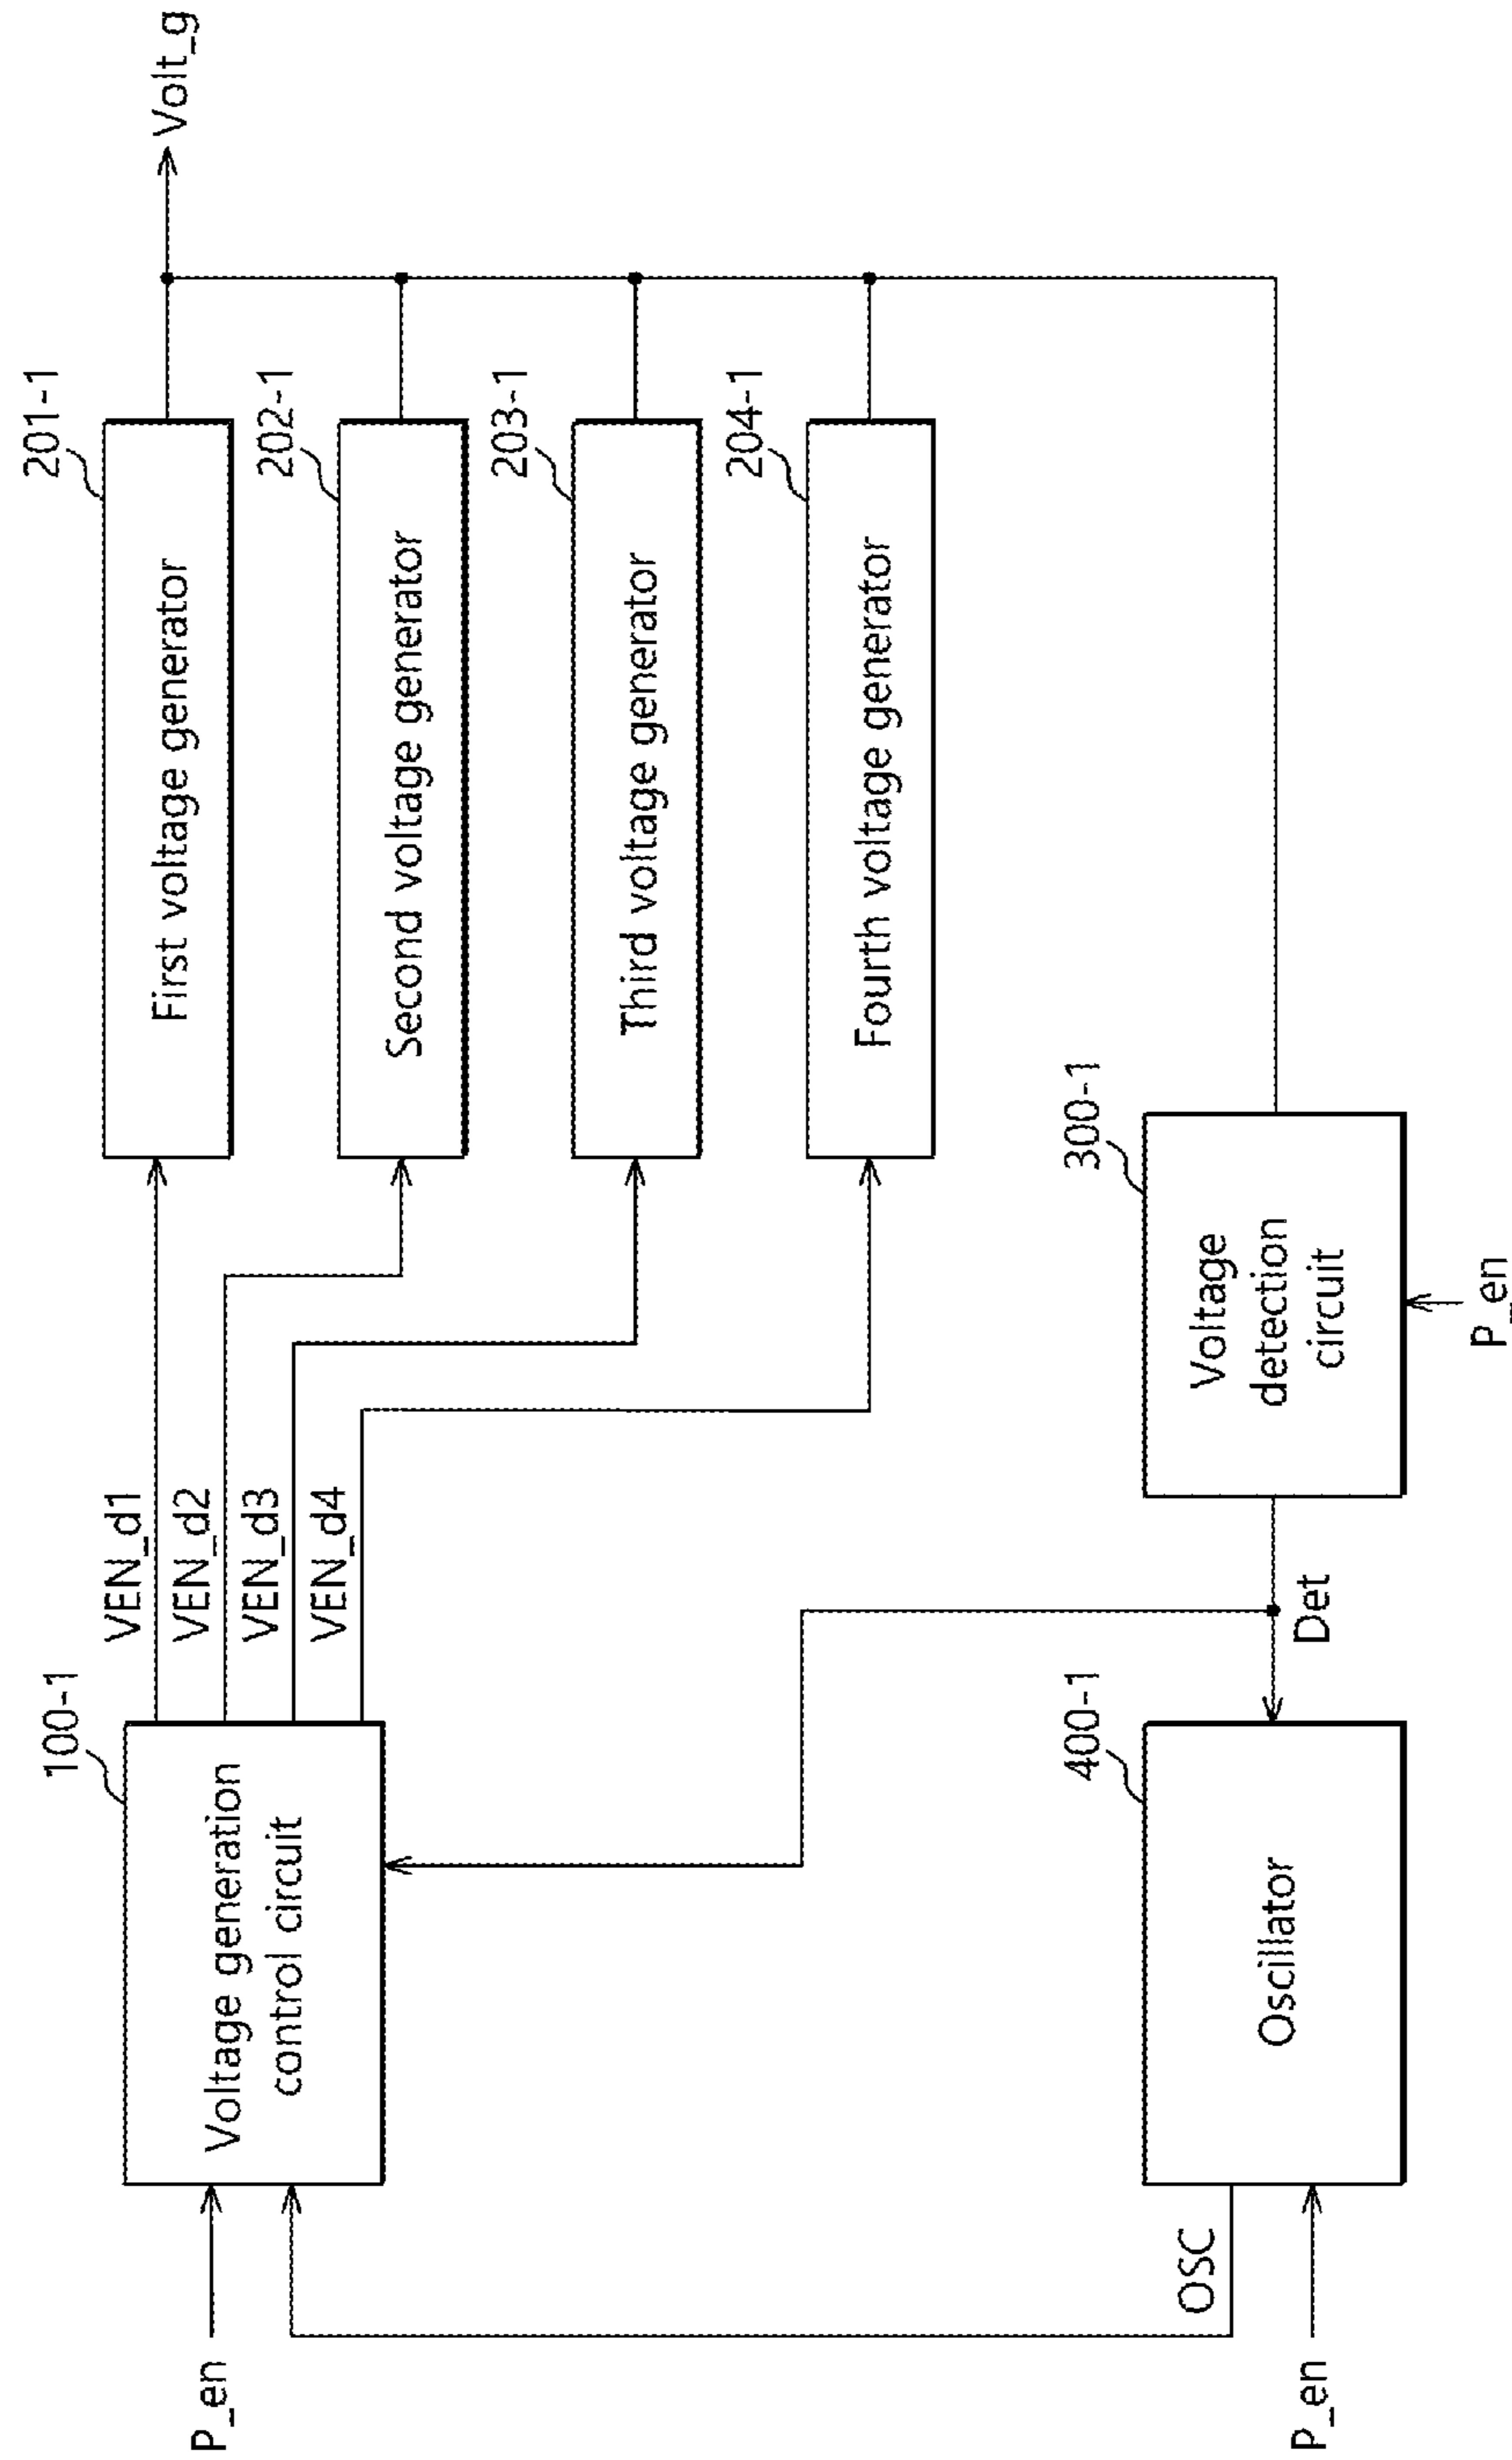 P_en
100-1
Voltage generation
control circuit
VEN_d1
VEN_d2
VEN_d3
VEN_d4
201-1
First voltage generator
202-1
Second voltage generator
203-1
Third voltage generator
204-1
Fourth voltage generator
Volt_g
OSC
P_en
400-1
Oscillator
Det
300-1
Voltage
detection
circuit
P_en